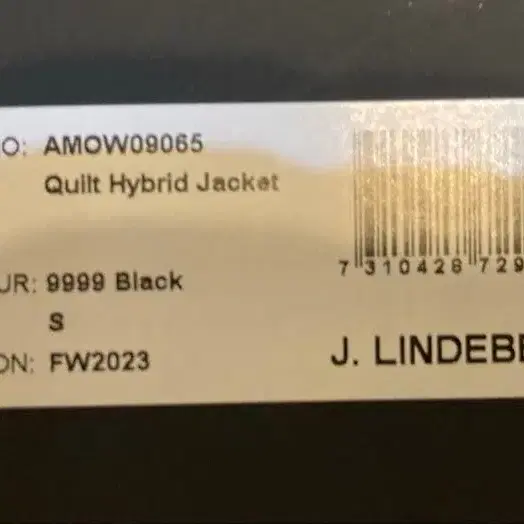 O: AMOW09065
Quilt Hybrid Jacket
UR: 9999 Black
S
ON: FW2023
7 310428 729
J. LINDEBE